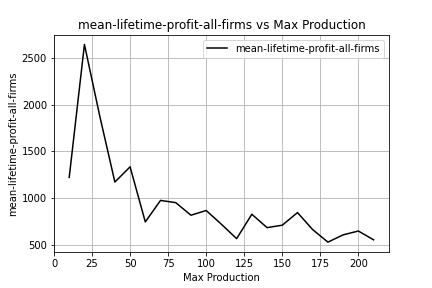 mean-lifetime-profit-all-firms vs Max Production
mean-lifetime-profit-all-firms
2500
2000
1500
1000
500
mean-lifetime-profit-all-firms
0 25 50 75 100 125 150 175 200
Max Production